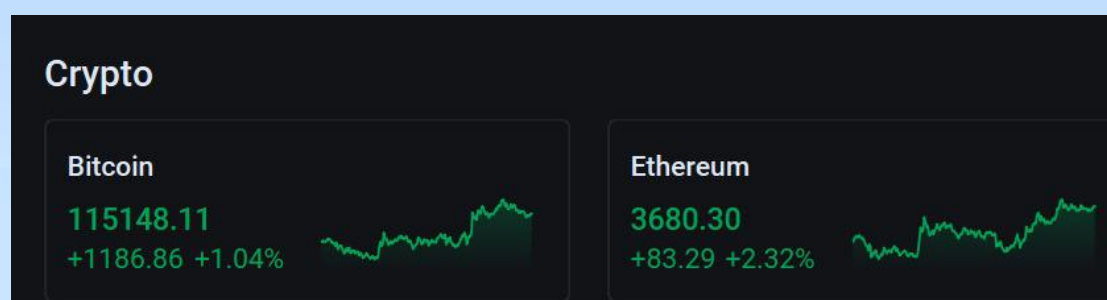 Crypto
Bitcoin
115148.11
+1186.86 +1.04%
Ethereum
3680.30
+83.29 +2.32%